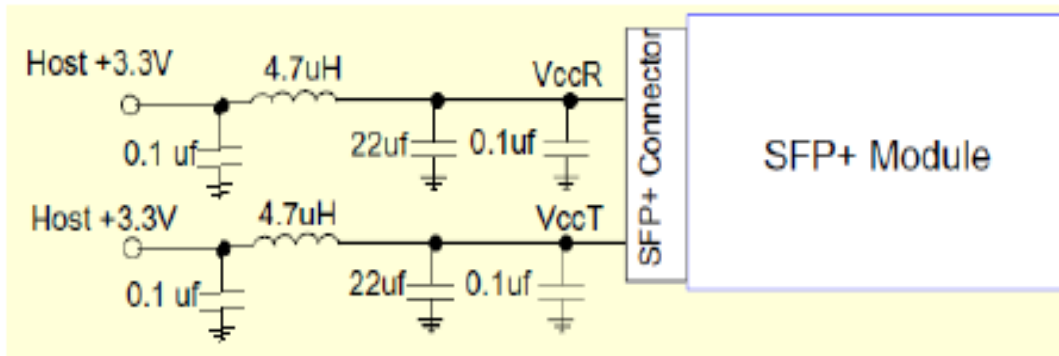 Host +3.3V
4.7uH
VccR
0.1 uf
22uf
0.1uf
Host +3.3V
4.7uH
VccT
0.1 uf
22uf
0.1uf
SFP+ Connector
SFP+ Module